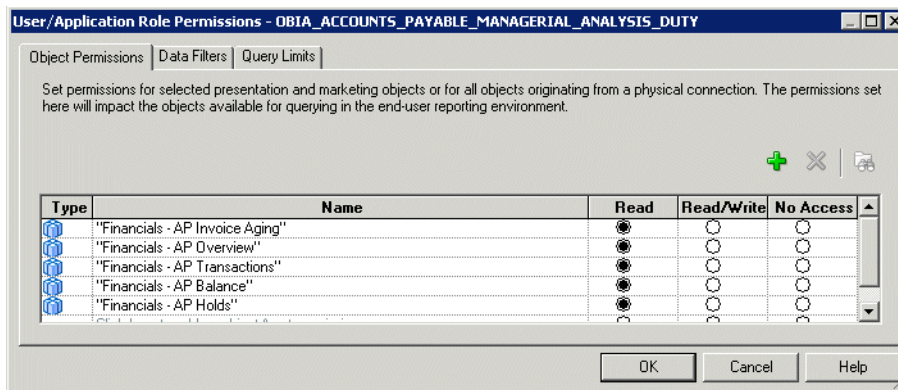 User/Application Role Permissions - OBIA_ACCOUNTS_PAYABLE_MANAGERIAL_ANALYSIS_DUTY
Object Permissions Data Filters Query Limits
Set permissions for selected presentation and marketing objects or for all objects originating from a physical connection. The permissions set
here will impact the objects available for querying in the end-user reporting environment.
Type Name Read Read/Write No Access
"Financials - AP Invoice Aging"
"Financials - AP Overview"
"Financials - AP Transactions"
"Financials - AP Balance"
"Financials - AP Holds"
OK Cancel Help